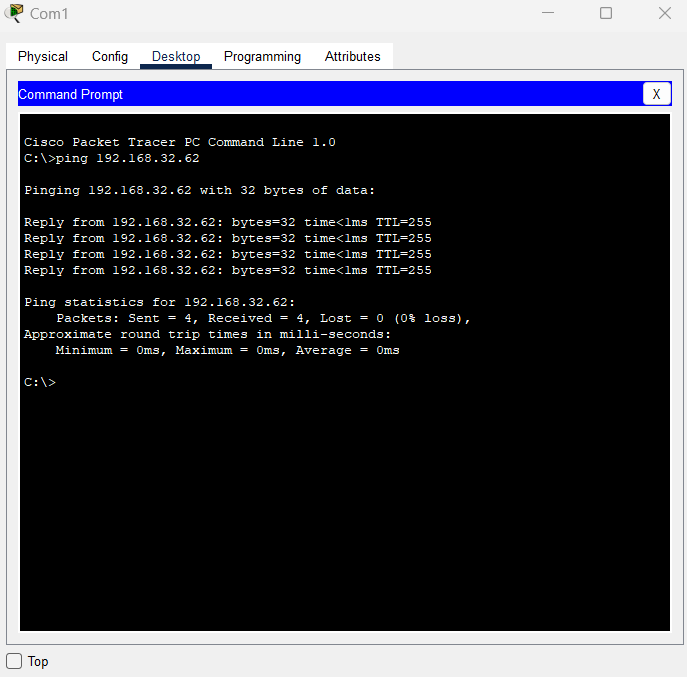 Com1
Physical Config Desktop Programming Attributes
Command Prompt X
Cisco Packet Tracer PC Command Line 1.0
C:\>ping 192.168.32.62
Pinging 192.168.32.62 with 32 bytes of data:
Reply from 192.168.32.62: bytes=32 time<1ms TTL=255
Reply from 192.168.32.62: bytes=32 time<1ms TTL=255
Reply from 192.168.32.62: bytes=32 time<1ms TTL=255
Reply from 192.168.32.62: bytes=32 time<1ms TTL=255
Ping statistics for 192.168.32.62:
Packets: Sent = 4, Received = 4, Lost = 0 (0% loss),
Approximate round trip times in milli-seconds:
Minimum = 0ms, Maximum = 0ms, Average = 0ms
C:\>
Top